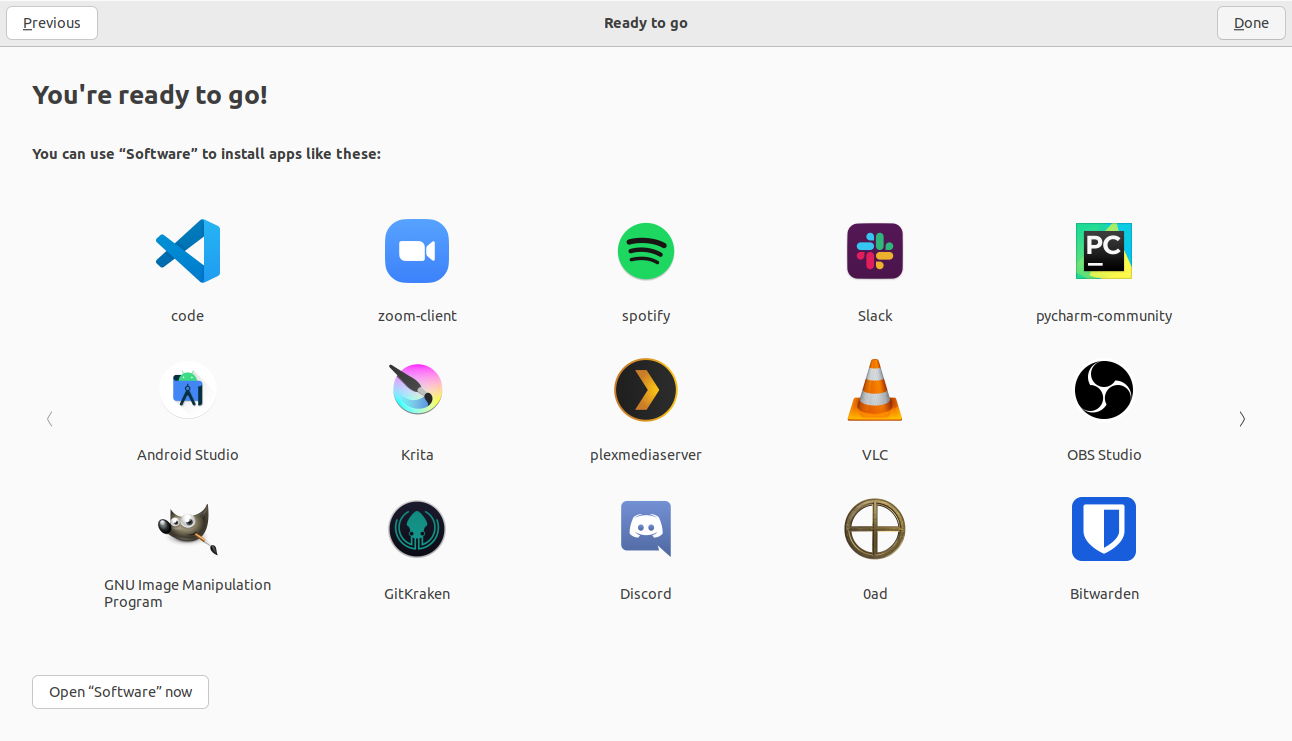 Previous
Ready to go
Done
You're ready to go!
You can use “Software” to install apps like these:
code
zoom-client
spotify
Slack
PC
pycharm-community
Android Studio
Krita
plexmediaserver
VLC
OBS Studio
GNU Image Manipulation
Program
GitKraken
Discord
0ad
Bitwarden
Open “Software” now